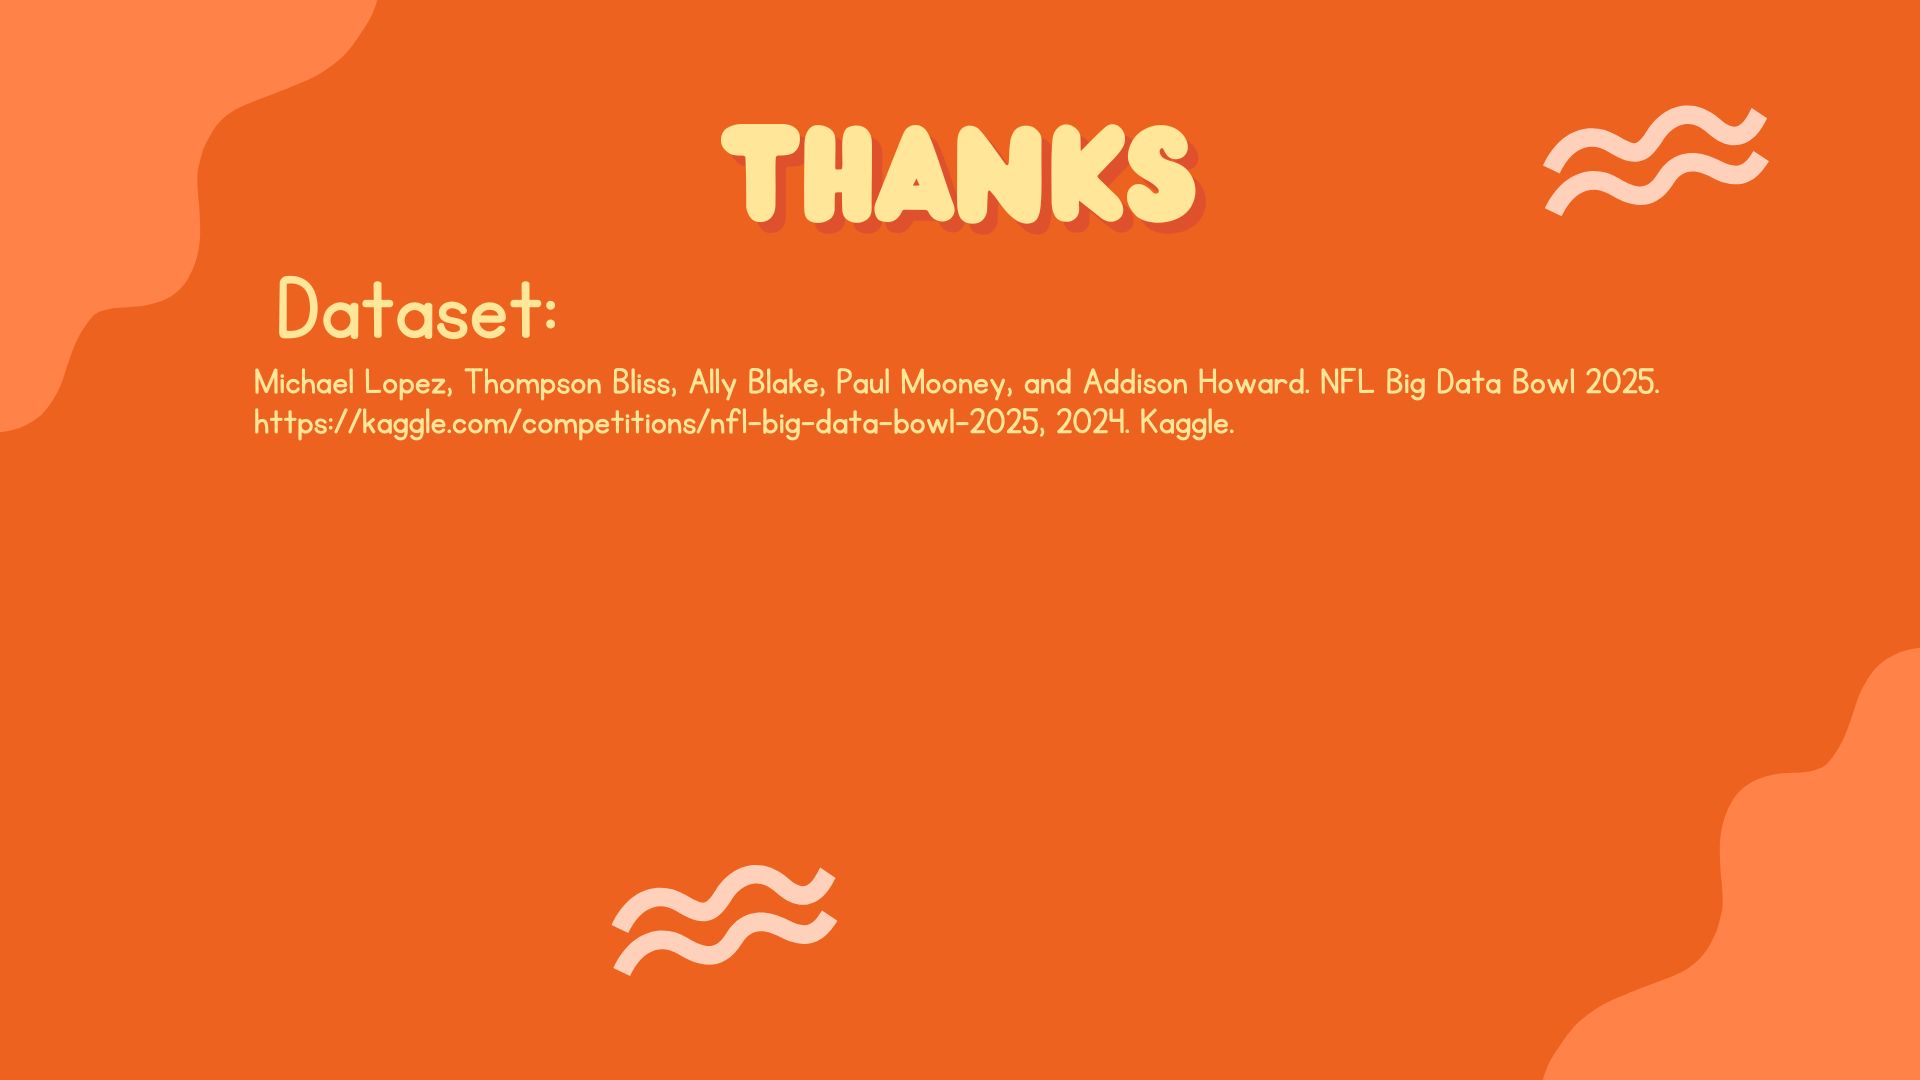 THANKS
Dataset:
Michael Lopez, Thompson Bliss, Ally Blake, Paul Mooney, and Addison Howard. NFL Big Data Bowl 2025.
https://kaggle.com/competitions/nfl-big-data-bowl-2025, 2024. Kaggle.